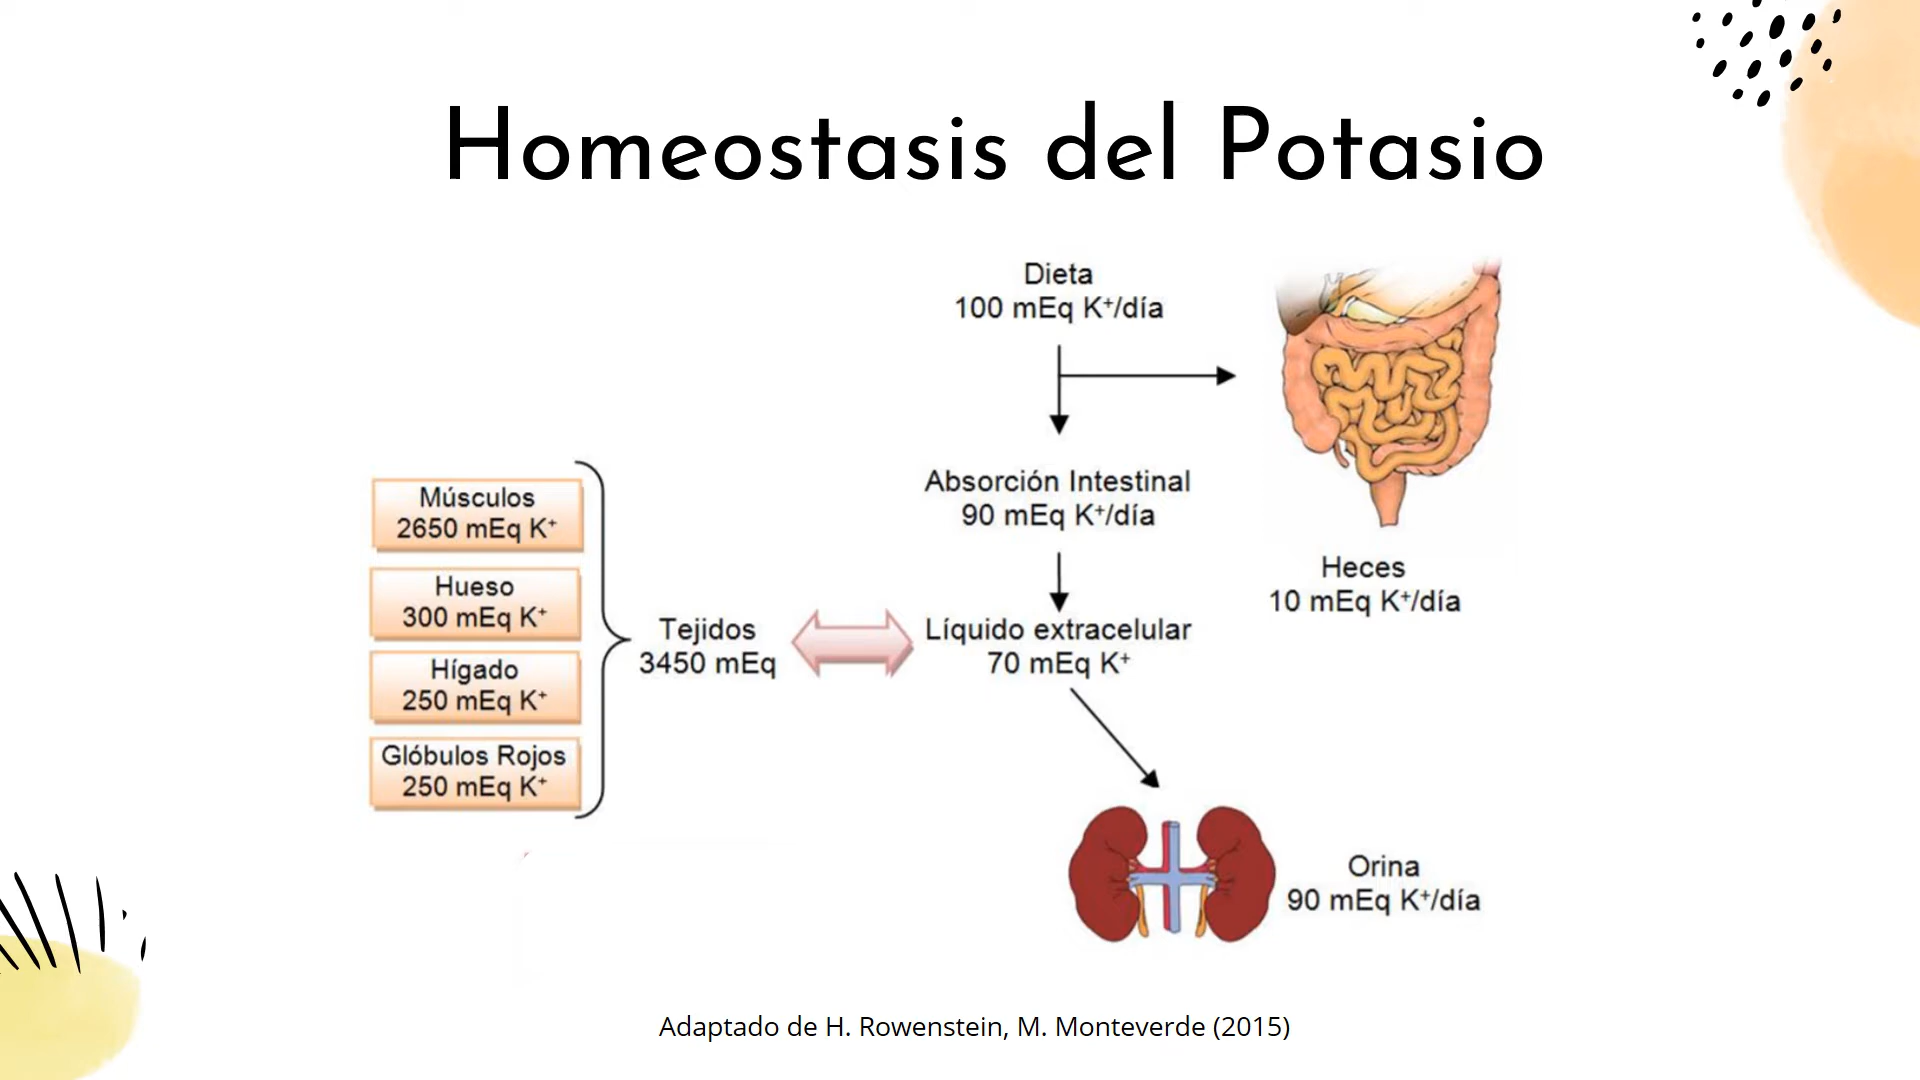 Homeostasis del Potasio
Dieta
100 mEq K⁺/día
Absorción Intestinal
90 mEq K⁺/día
Heces
10 mEq K⁺/día
Músculos
2650 mEq K⁺
Hueso
300 mEq K⁺
Hígado
250 mEq K⁺
Glóbulos Rojos
250 mEq K⁺
Tejidos
3450 mEq
Líquido extracelular
70 mEq K⁺
Orina
90 mEq K⁺/día
Adaptado de H. Rowenstein, M. Monteverde (2015)